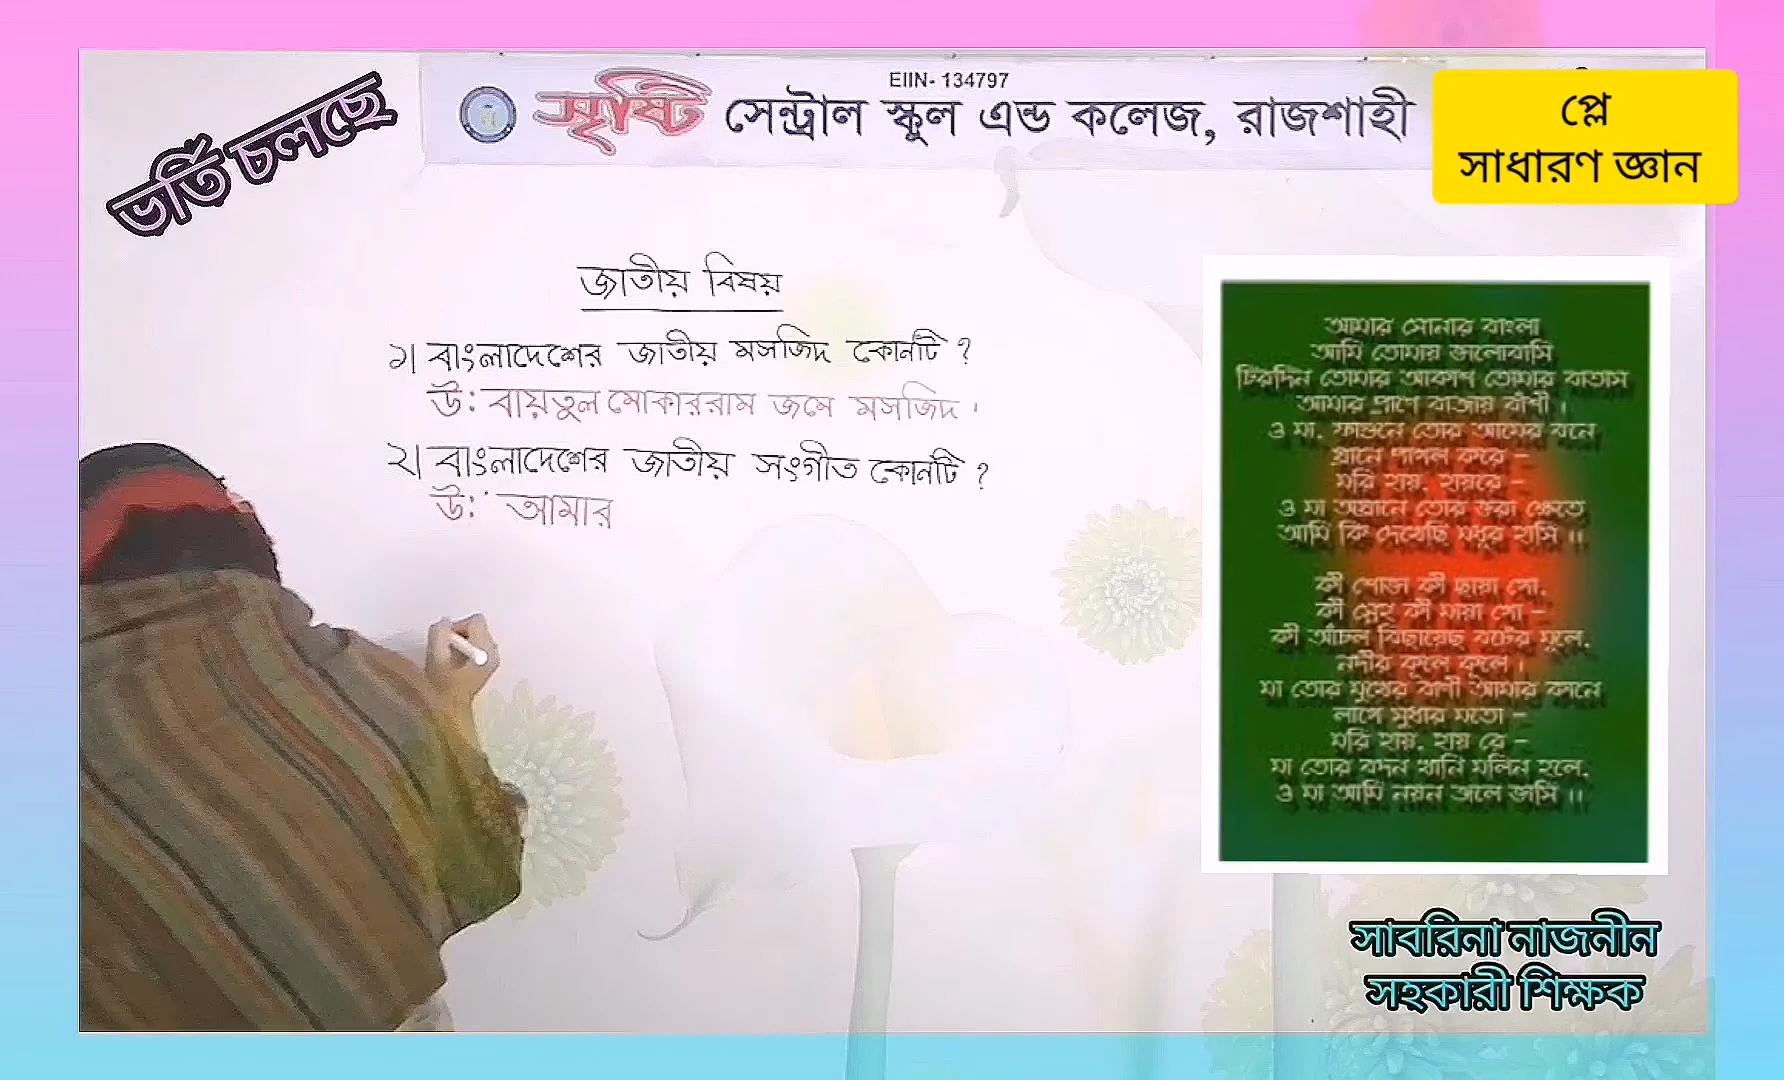 ভর্তি চলছে
EIIN- 134797
সৃষ্টি সেন্ট্রাল স্কুল এন্ড কলেজ, রাজশাহী
প্লে
সাধারণ জ্ঞান
জাতীয় বিষয়
১। বাংলাদেশের জাতীয় মসজিদ কোনটি ?
উ: বায়তুল মোকাররাম জমে মসজিদ ।
২। বাংলাদেশের জাতীয় সংগীত কোনটি ?
উ: আমার
আমার সোনার বাংলা
আমি তোমায় ভালোবাসি
চিরদিন তোমার আকাশ তোমার বাতাস
আমার প্রাণে বাজায় বাঁশী ।
ও মা, ফাগুনে তোর আমের বনে
ঘ্রানে পাগল করে –
মরি হায়, হায়রে –
ও মা অঘ্রানে তোর ভরা ক্ষেতে
আমি কি দেখেছি মধুর হাসি ।।
কী শোভা কী ছায়া গো,
কী স্নেহ কী মায়া গো –
কী আঁচল বিছায়েছ বটের মূলে,
নদীর কূলে কূলে ।
মা তোর মুখের বাণী আমার কানে
লাগে সুধার মতো –
মরি হায়, হায় রে –
মা তোর বদন খানি মলিন হলে,
ও মা আমি নয়ন জলে ভাসি ।।
সাবরিনা নাজনীন
সহকারী শিক্ষক